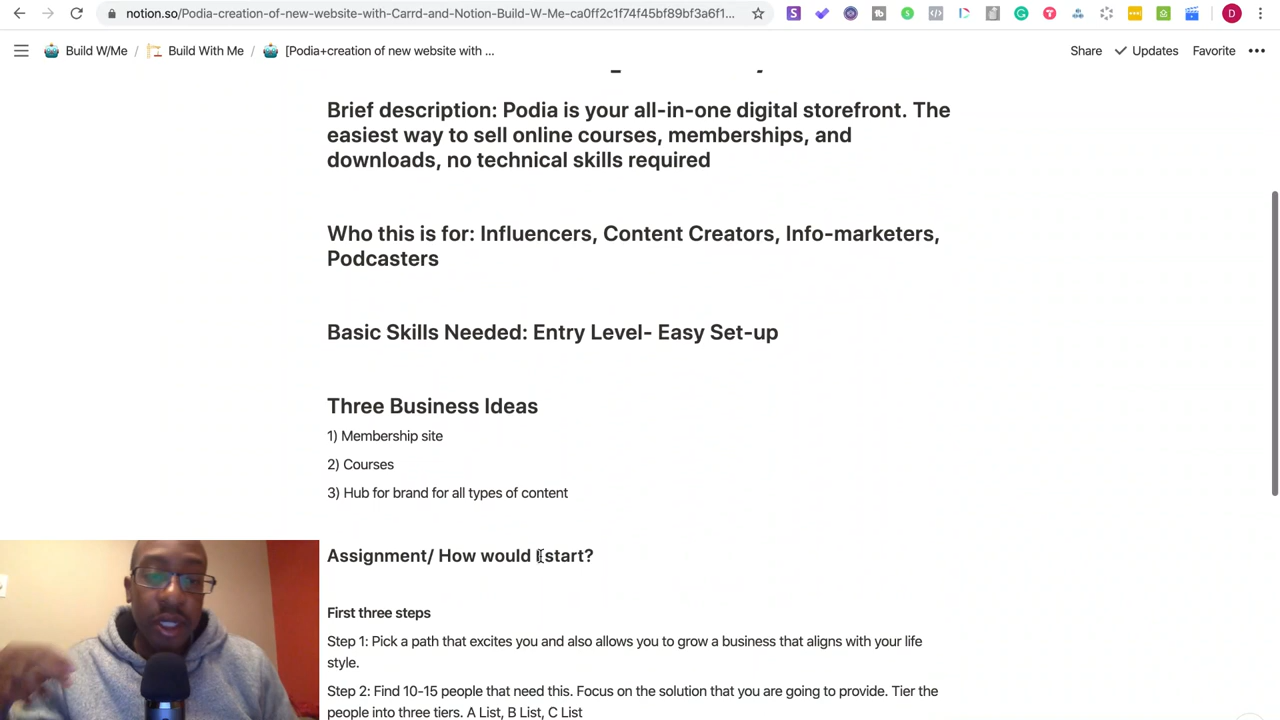 notion.so/Podia-creation-of-new-website-with-Carrd-and-Notion-Build-W-Me-ca0ff2c1f74f45bf89bf3a6f1...
Build W/Me / Build With Me / [Podia+creation of new website with ... Share Updates Favorite
Brief description: Podia is your all-in-one digital storefront. The
easiest way to sell online courses, memberships, and
downloads, no technical skills required
Who this is for: Influencers, Content Creators, Info-marketers,
Podcasters
Basic Skills Needed: Entry Level- Easy Set-up
Three Business Ideas
1) Membership site
2) Courses
3) Hub for brand for all types of content
Assignment/ How would I start?
First three steps
Step 1: Pick a path that excites you and also allows you to grow a business that aligns with your life
style.
Step 2: Find 10-15 people that need this. Focus on the solution that you are going to provide. Tier the
people into three tiers. A List, B List, C List